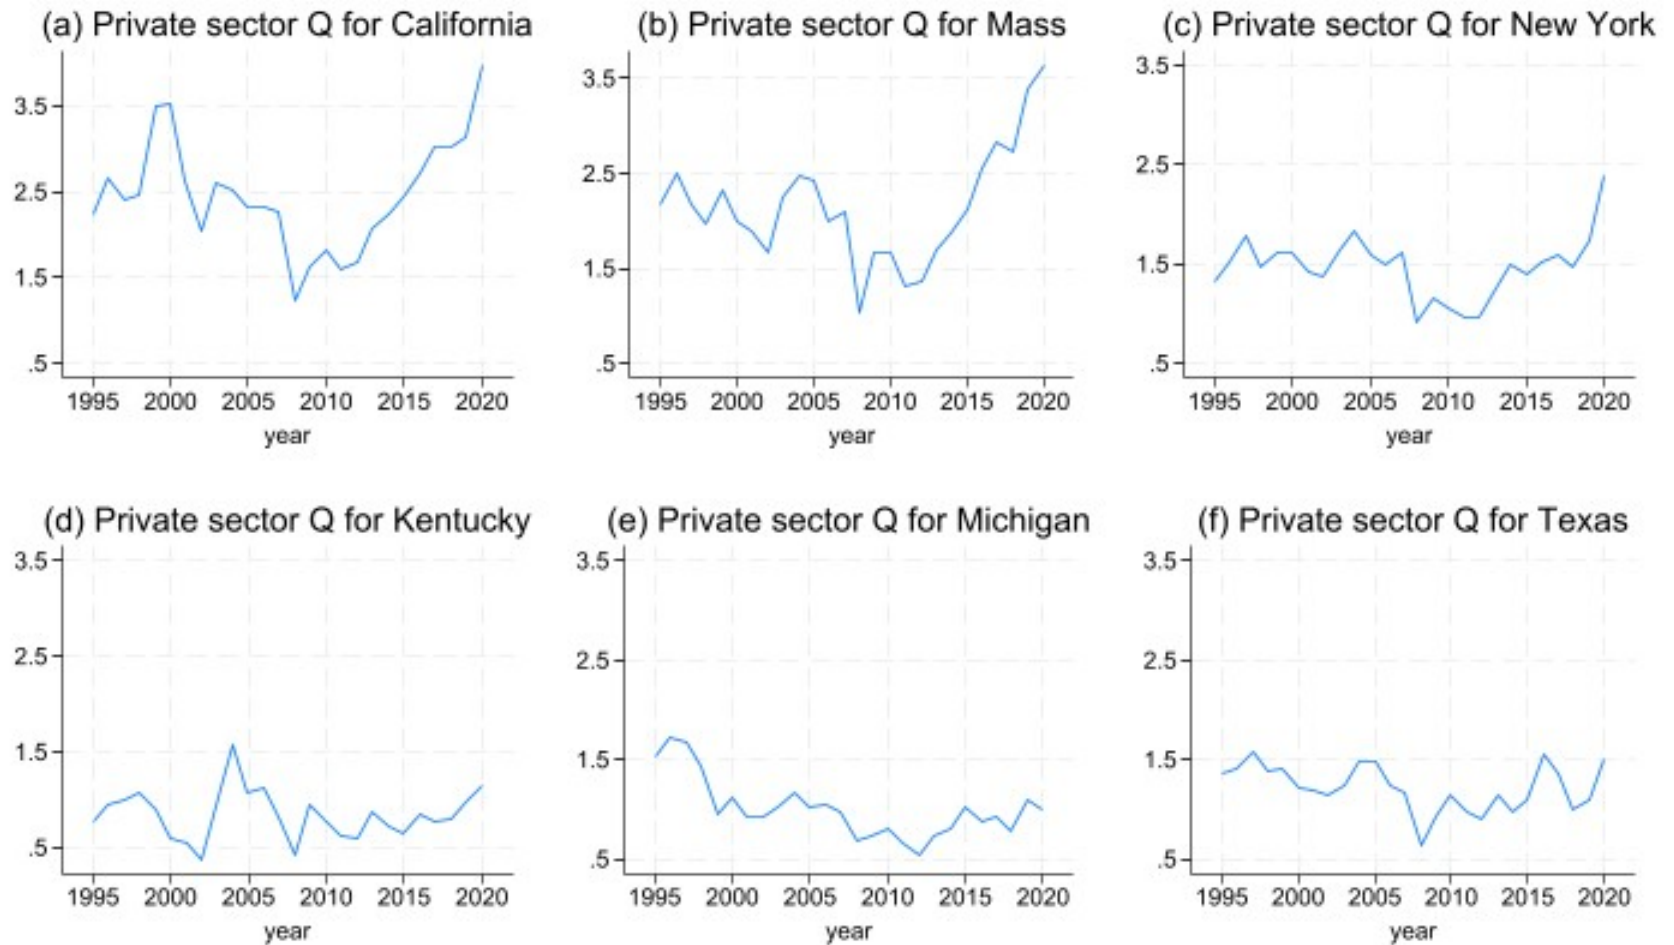 (a) Private sector Q for California
3.5
2.5
1.5
.5
1995 2000 2005 2010 2015 2020
year
(b) Private sector Q for Mass
3.5
2.5
1.5
.5
1995 2000 2005 2010 2015 2020
year
(c) Private sector Q for New York
3.5
2.5
1.5
.5
1995 2000 2005 2010 2015 2020
year
(d) Private sector Q for Kentucky
3.5
2.5
1.5
.5
1995 2000 2005 2010 2015 2020
year
(e) Private sector Q for Michigan
3.5
2.5
1.5
.5
1995 2000 2005 2010 2015 2020
year
(f) Private sector Q for Texas
3.5
2.5
1.5
.5
1995 2000 2005 2010 2015 2020
year